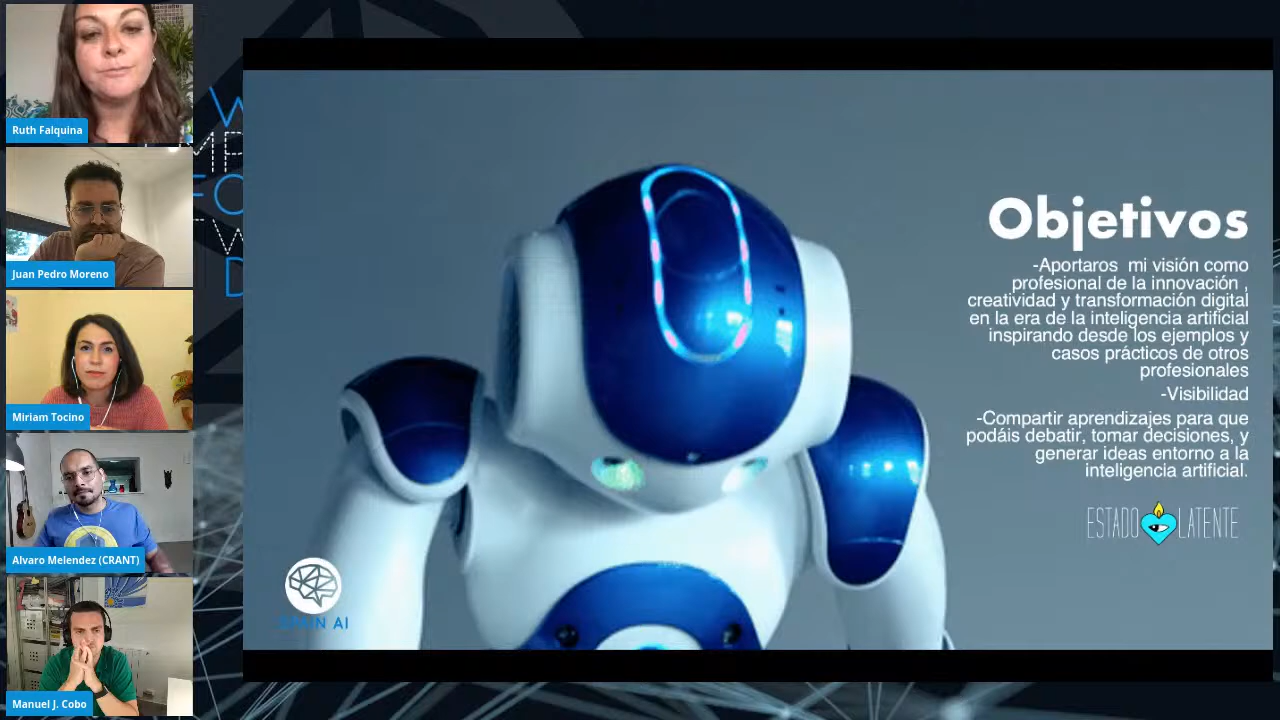 Ruth Falquina
Juan Pedro Moreno
Miriam Tocino
Alvaro Melendez (CRANT)
Manuel J. Cobo
Objetivos
-Aportaros mi visión como
profesional de la innovación ,
creatividad y transformación digital
en la era de la inteligencia artificial
inspirando desde los ejemplos y
casos prácticos de otros
profesionales
-Visibilidad
-Compartir aprendizajes para que
podáis debatir, tomar decisiones, y
generar ideas entorno a la
inteligencia artificial.
ESTADO LATENTE
SPAIN AI